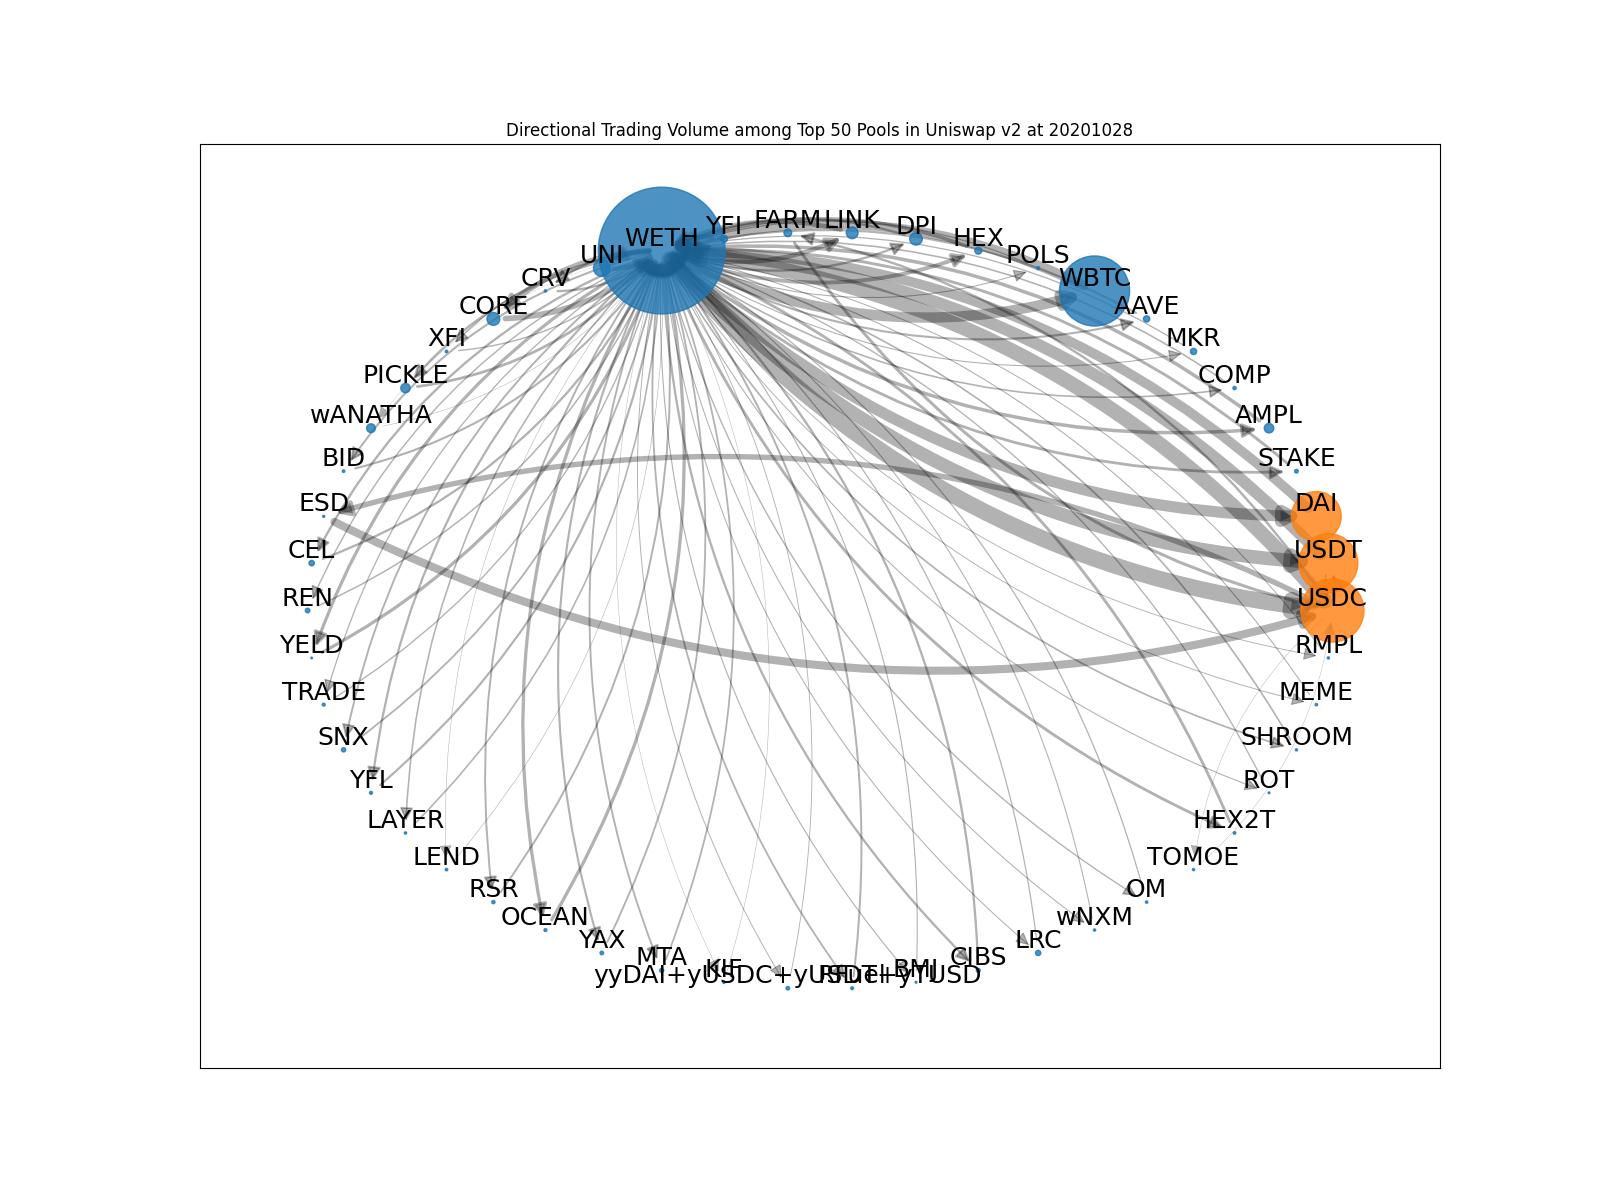 Directional Trading Volume among Top 50 Pools in Uniswap v2 at 20201028
FARM LINK
YFI DPI
WETH HEX
UNI POLS
CRV WBTC
CORE AAVE
XFI MKR
PICKLE COMP
wANATHA AMPL
BID STAKE
ESD DAI
CEL USDT
REN USDC
YELD RMPL
TRADE MEME
SNX SHROOM
YFL ROT
LAYER HEX2T
LEND TOMOE
RSR OM
OCEAN wNXM
YAX LRC
MTA CIBS
KIF BMI
yyDAI+yUSDC+yUSDT+yTUSD